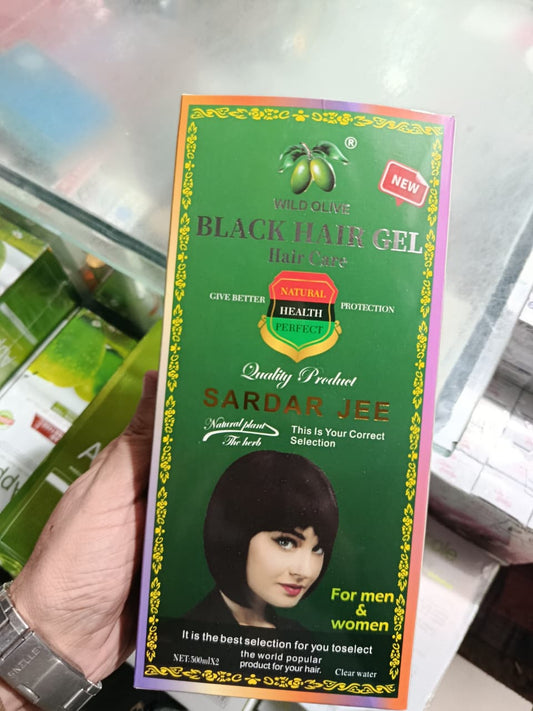 ®
NEW
WILD OLIVE
BLACK HAIR GEL
Hair Care
GIVE BETTER
NATURAL
HEALTH
PERFECT
PROTECTION
Quality Product
SARDAR JEE
Natural plant
The herb
This Is Your Correct
Selection
For men
&
women
It is the best selection for you toselect
the world popular
product for your hair.
NET:500mlX2
Clear water